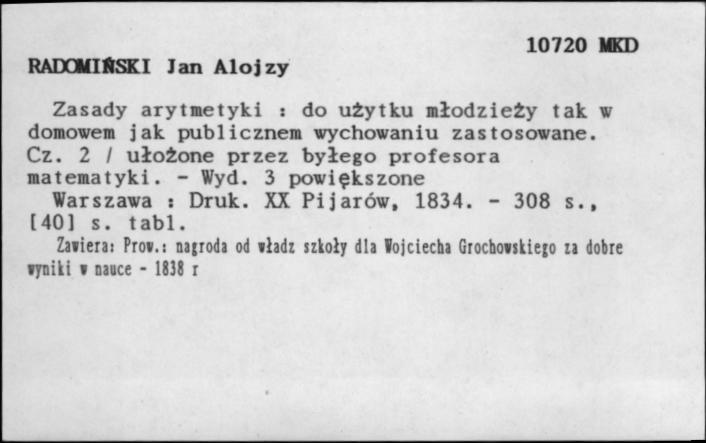 10720 MKD
RADOMIŃSKI Jan Alojzy
Zasady arytmetyki : do użytku młodzieży tak w
domowem jak publicznem wychowaniu zastosowane.
Cz. 2 / ułożone przez byłego profesora
matematyki. - Wyd. 3 powiększone
Warszawa : Druk. XX Pijarów, 1834. - 308 s.,
[40] s. tabl.
Zawiera: Prow.: nagroda od władz szkoły dla Wojciecha Grochowskiego za dobre
wyniki w nauce - 1838 r